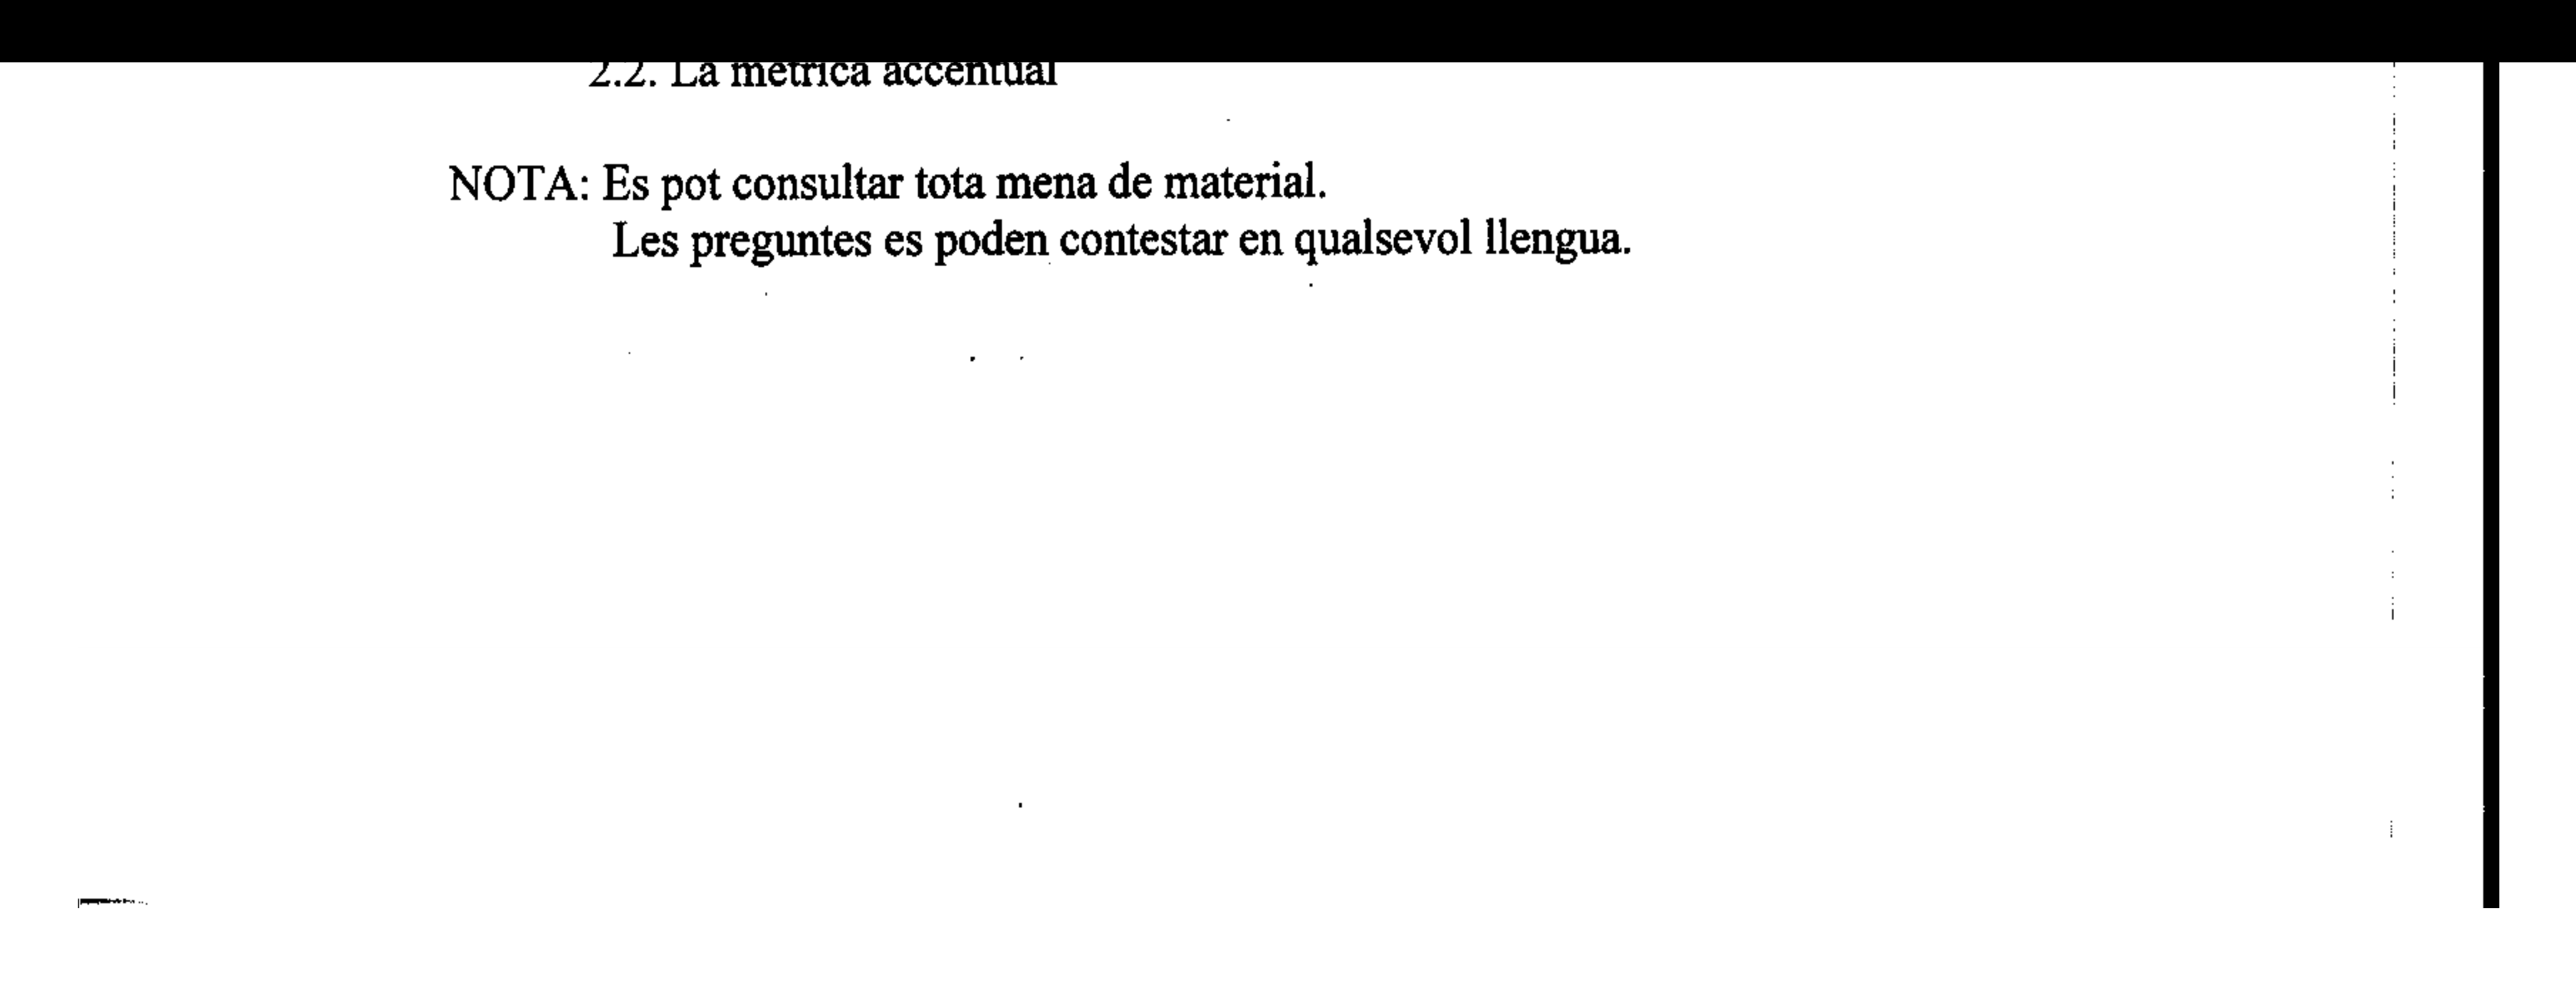 2.2. La mètrica accentual
NOTA: Es pot consultar tota mena de material.
Les preguntes es poden contestar en qualsevol llengua.